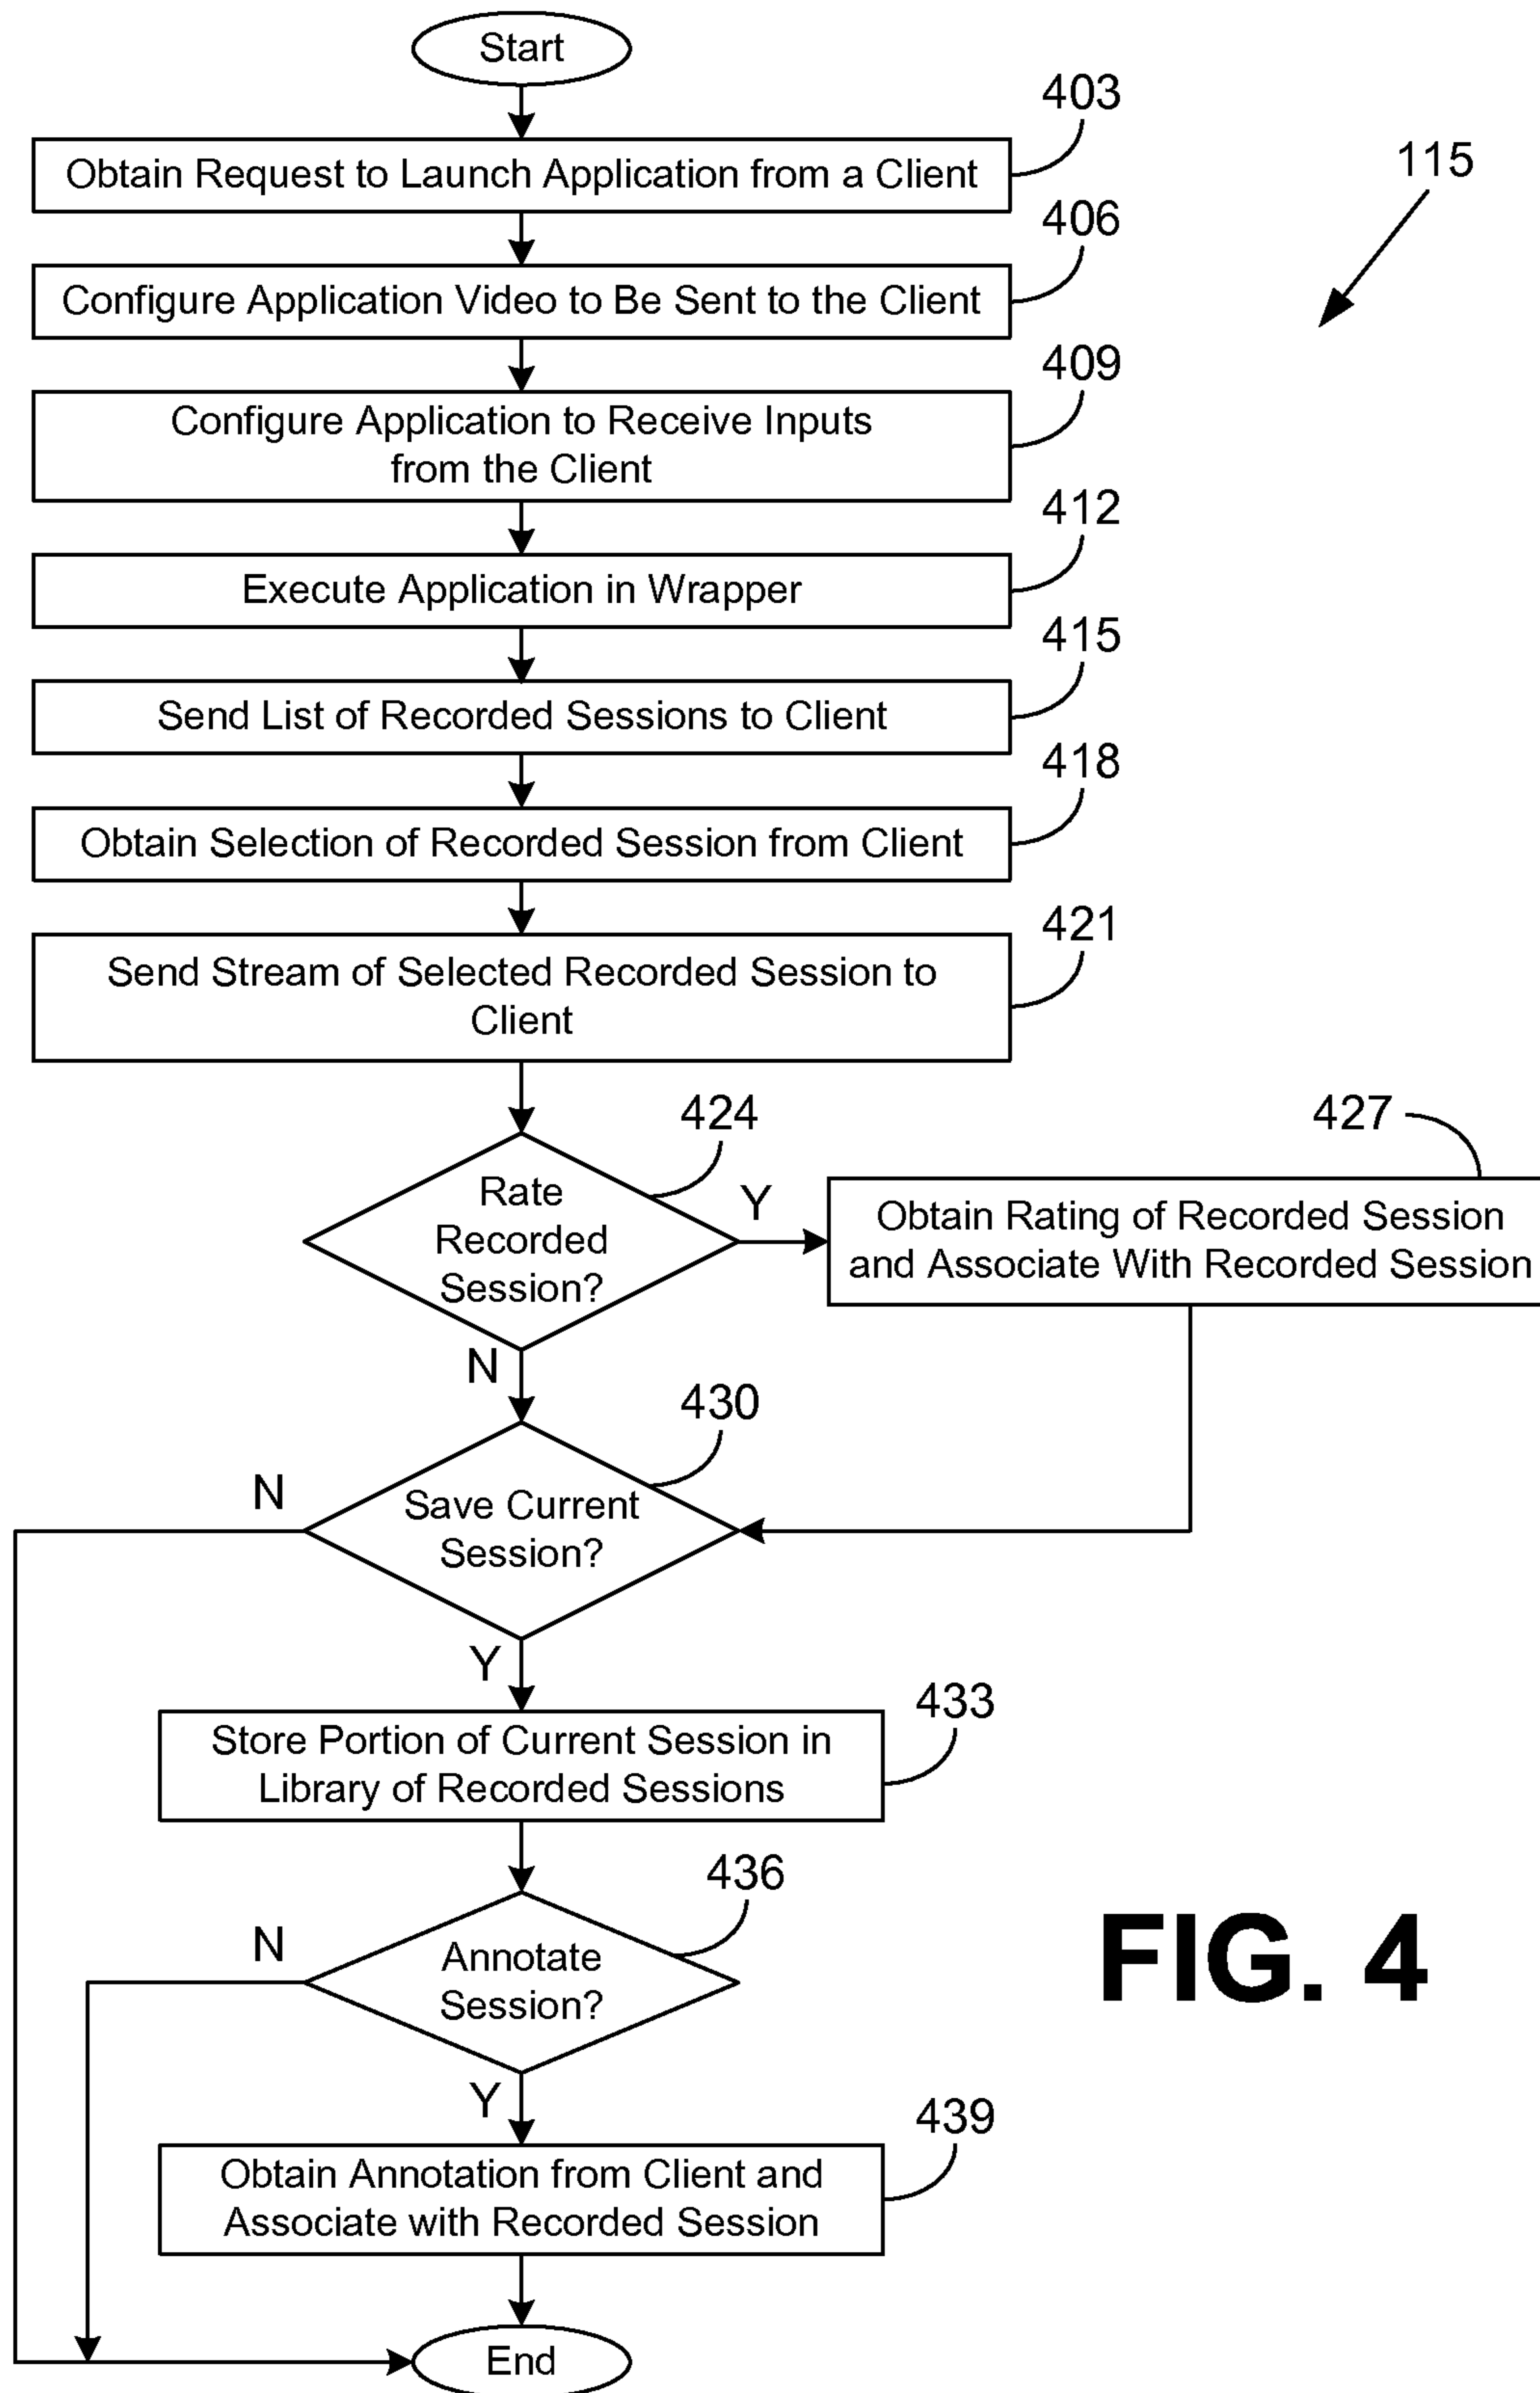 Start
403
Obtain Request to Launch Application from a Client
115
406
Configure Application Video to Be Sent to the Client
409
Configure Application to Receive Inputs
from the Client
412
Execute Application in Wrapper
415
Send List of Recorded Sessions to Client
418
Obtain Selection of Recorded Session from Client
421
Send Stream of Selected Recorded Session to
Client
424
Rate
Recorded
Session?
Y
427
Obtain Rating of Recorded Session
and Associate With Recorded Session
N
430
Save Current
Session?
N
Y
433
Store Portion of Current Session in
Library of Recorded Sessions
436
Annotate
Session?
N
FIG. 4
Y
439
Obtain Annotation from Client and
Associate with Recorded Session
End